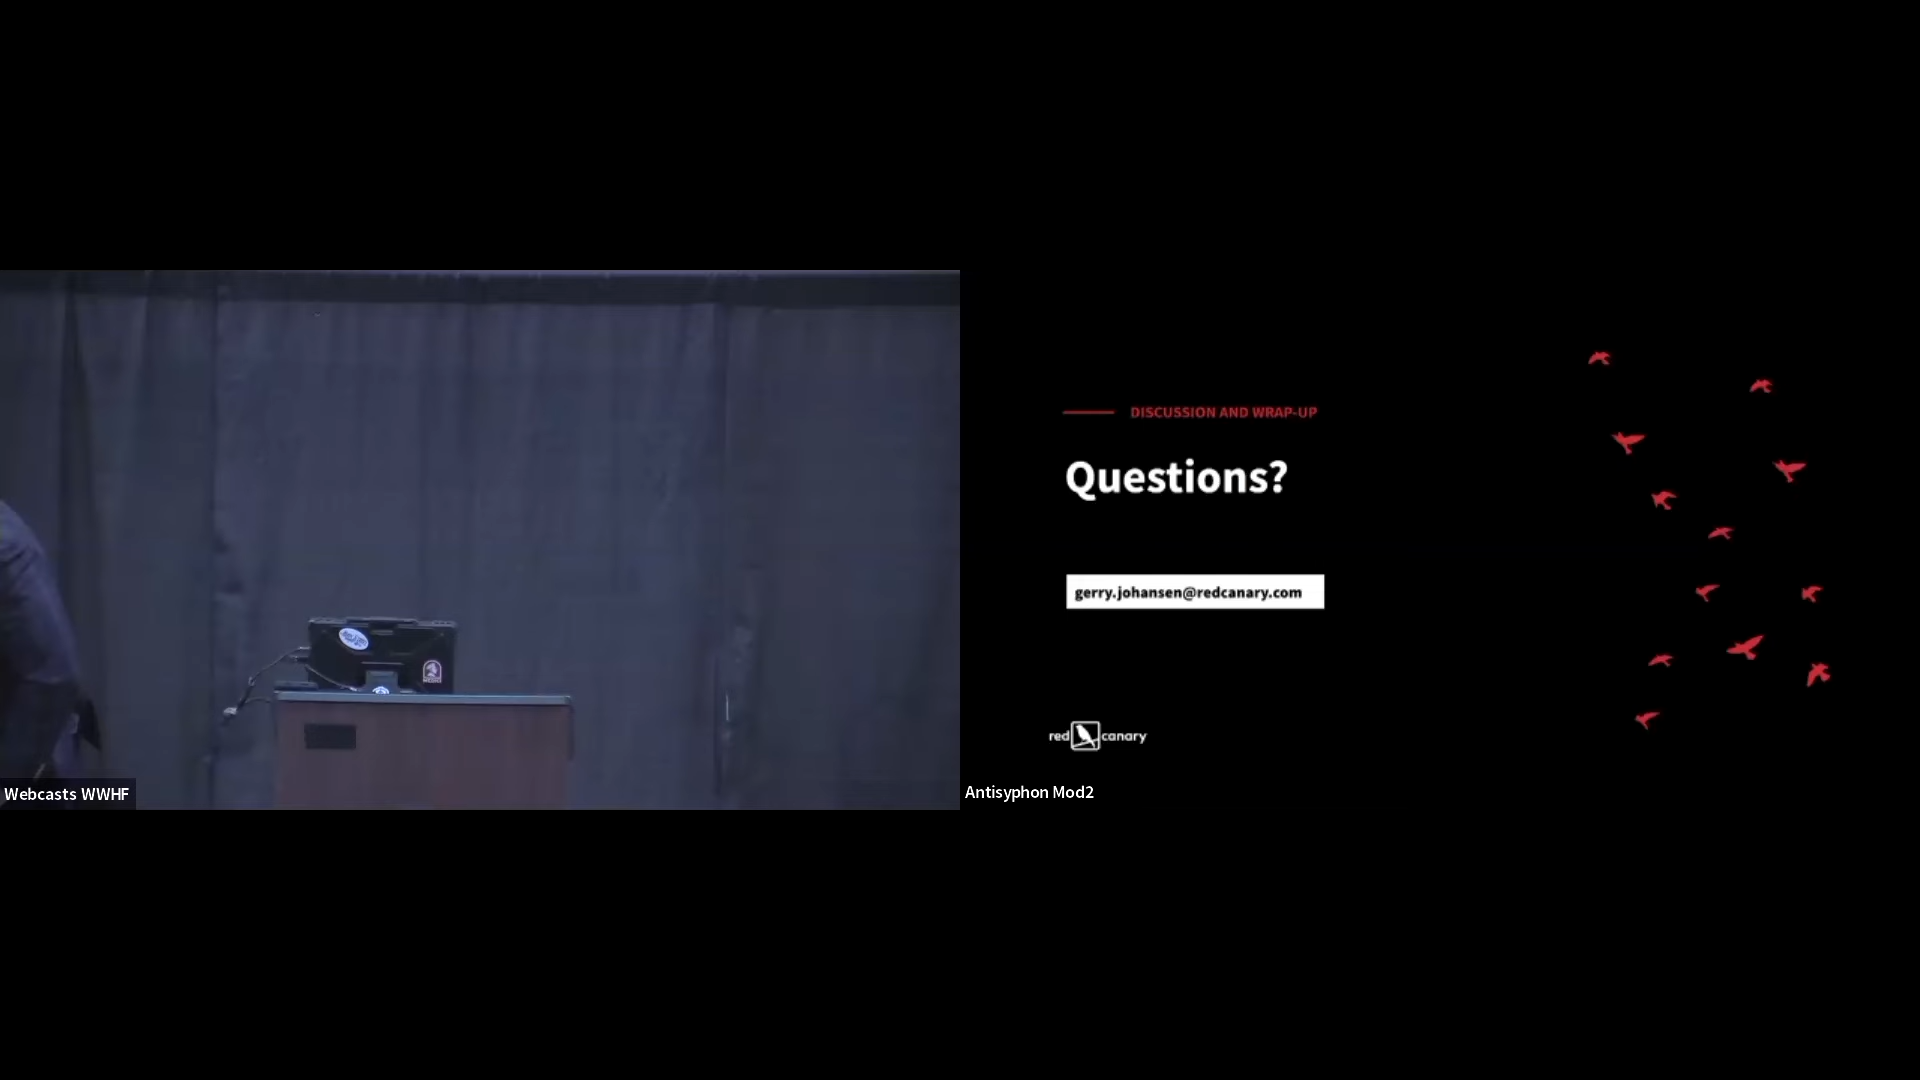 DISCUSSION AND WRAP-UP
Questions?
gerry.johansen@redcanary.com
red canary
Webcasts WWHF
Antisyphon Mod2